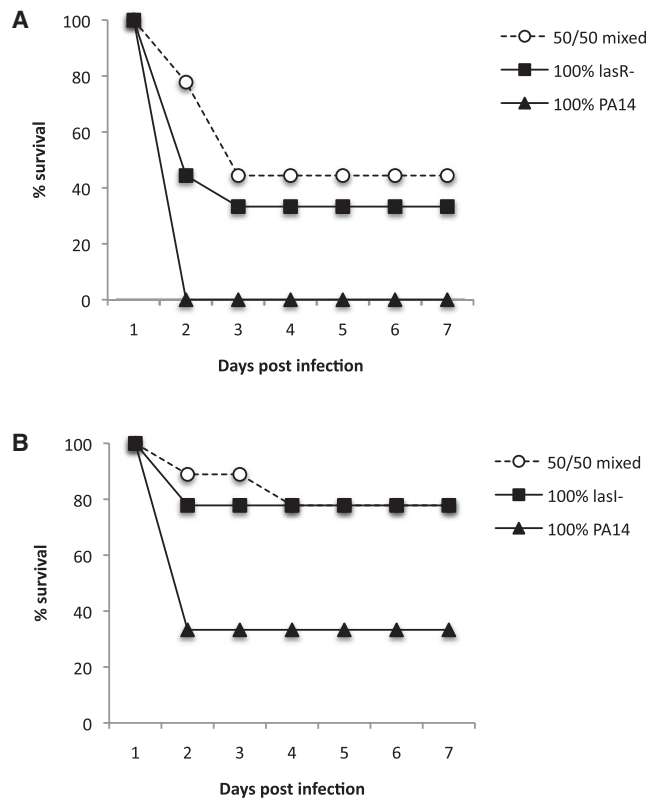 A
% survival
100
80
60
40
20
0
1 2 3 4 5 6 7
Days post infection
50/50 mixed
100% lasR-
100% PA14
B
% survival
100
80
60
40
20
0
1 2 3 4 5 6 7
Days post infection
50/50 mixed
100% lasI-
100% PA14